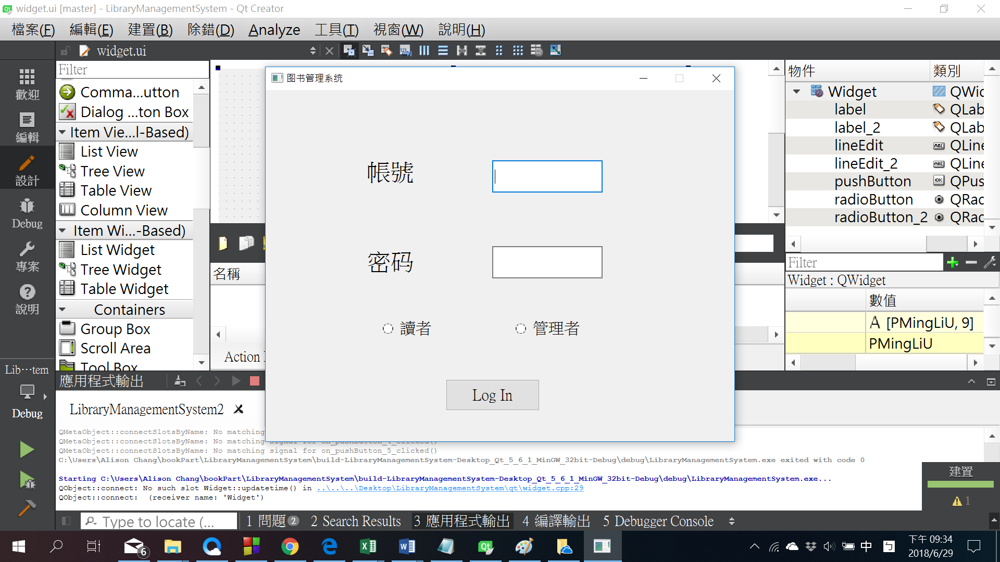 widget.ui [master] - LibraryManagementSystem - Qt Creator
檔案(F) 編輯(E) 建置(B) 除錯(D) Analyze 工具(T) 視窗(W) 說明(H)
widget.ui
歡迎
編輯
設計
Debug
專案
說明
Lib···tem
Debug
Filter
Comma...utton
Dialog ...ton Box
Item Vie...l-Based)
List View
Tree View
Table View
Column View
Item Wi...-Based)
List Widget
Tree Widget
Table Widget
Containers
Group Box
Scroll Area
Tool Box
名稱
Action
图书管理系统
帳號
密码
讀者 管理者
Log In
物件 類別
Widget QWid
label QLab
label_2 QLab
lineEdit QLine
lineEdit_2 QLine
pushButton QPus
radioButton QRad
radioButton_2 QRad
Filter
Widget : QWidget
數值
A [PMingLiU, 9]
PMingLiU
應用程式輸出
LibraryManagementSystem2
QMetaObject::connectSlotsByName: No matching
QMetaObject::connectSlotsByName: No matching signal for on_pushButton_4_clicked()
QMetaObject::connectSlotsByName: No matching signal for on_pushButton_5_clicked()
C:\Users\Alison Chang\bookPart\LibraryManagementSystem\build-LibraryManagementSystem-Desktop_Qt_5_6_1_MinGW_32bit-Debug\debug\LibraryManagementSystem.exe exited with code 0
Starting C:\Users\Alison Chang\bookPart\LibraryManagementSystem\build-LibraryManagementSystem-Desktop_Qt_5_6_1_MinGW_32bit-Debug\debug\LibraryManagementSystem.exe...
QObject::connect: No such slot Widget::updatetime() in ..\..\..\Desktop\LibraryManagementSystem\qt\widget.cpp:29
QObject::connect: (receiver name: 'Widget')
建置
1
Type to locate (...
1 問題 2 2 Search Results 3 應用程式輸出 4 編譯輸出 5 Debugger Console
6
中 ㄅ
下午 09:34
2018/6/29